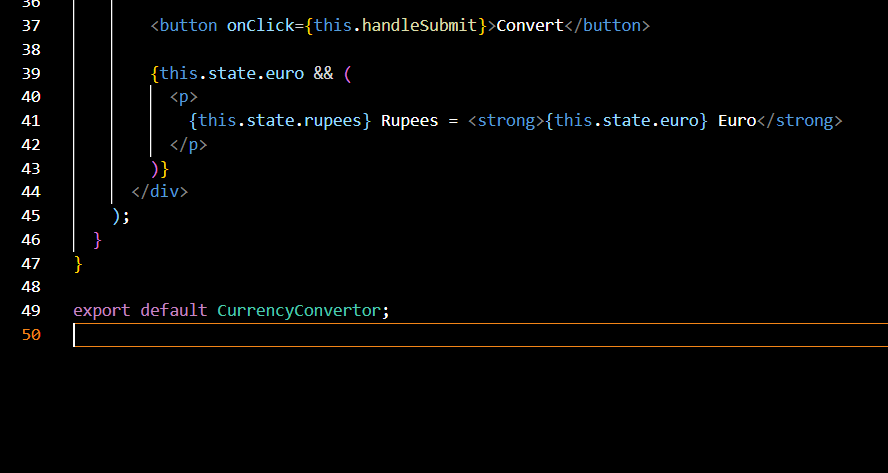 36
37 <button onClick={this.handleSubmit}>Convert</button>
38
39 {this.state.euro && (
40 <p>
41 {this.state.rupees} Rupees = <strong>{this.state.euro} Euro</strong>
42 </p>
43 )}
44 </div>
45 );
46 }
47 }
48
49 export default CurrencyConvertor;
50